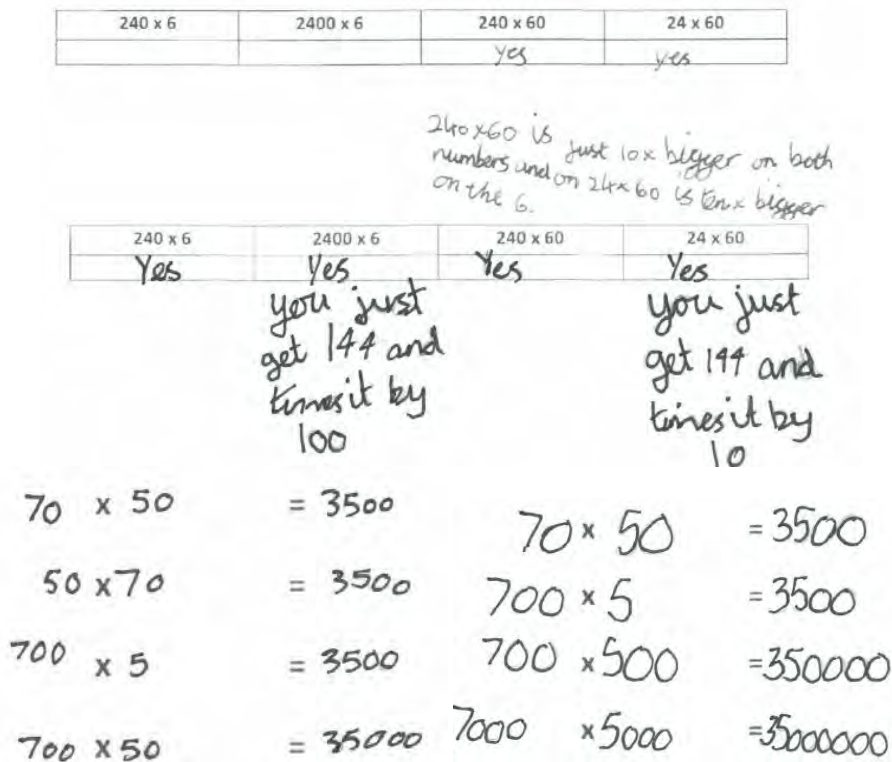 240 x 6 2400 x 6 240 x 60 24 x 60
yes yes
240x60 is just 10x bigger on both
numbers and on 24x60 is ten x bigger
on the 6.
240 x 6 2400 x 6 240 x 60 24 x 60
Yes Yes Yes Yes
you just
get 144 and
times it by
100
you just
get 144 and
times it by
10
70 x 50 = 3500
50 x 70 = 3500
700 x 5 = 3500
700 x 50 = 35000
70 x 50 = 3500
700 x 5 = 3500
700 x 500 = 350000
7000 x 5000 = 35000000